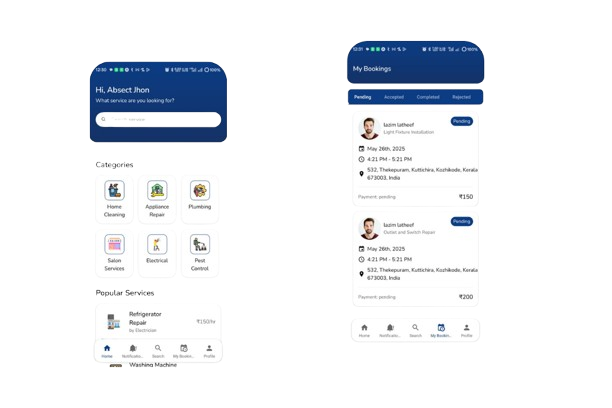 12:30
100%
Hi, Absect Jhon
What service are you looking for?
Categories
Home Cleaning
Appliance Repair
Plumbing
Salon Services
Electrical
Pest Control
Popular Services
Refrigerator Repair
by Electrician
₹150/hr
Home
Notificatio...
Search
My Bookin...
Profile
Washing Machine
12:31
100%
My Bookings
Pending
Accepted
Completed
Rejected
lazim latheef
Pending
Light Fixture Installation
May 26th, 2025
4:21 PM - 5:21 PM
532, Thekepuram, Kuttichira, Kozhikode, Kerala
673003, India
Payment: pending
₹150
lazim latheef
Pending
Outlet and Switch Repair
May 26th, 2025
4:21 PM - 5:21 PM
532, Thekepuram, Kuttichira, Kozhikode, Kerala
673003, India
Payment: pending
₹200
Home
Notificatio...
Search
My Bookin...
Profile